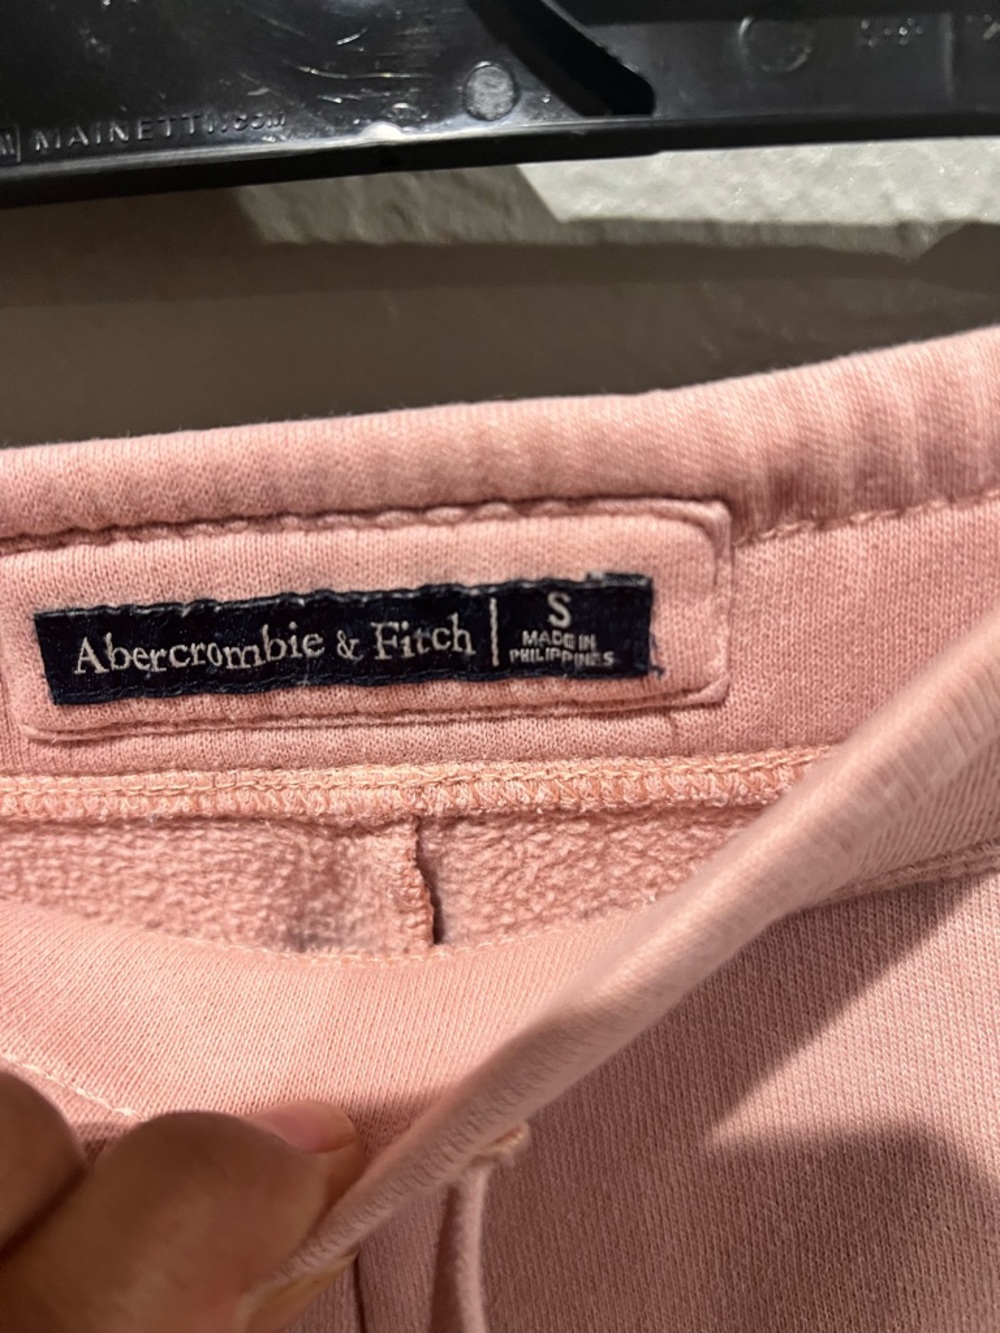 MAINETTI.COM
Abercrombie & Fitch
S
MADE IN
PHILIPPINES